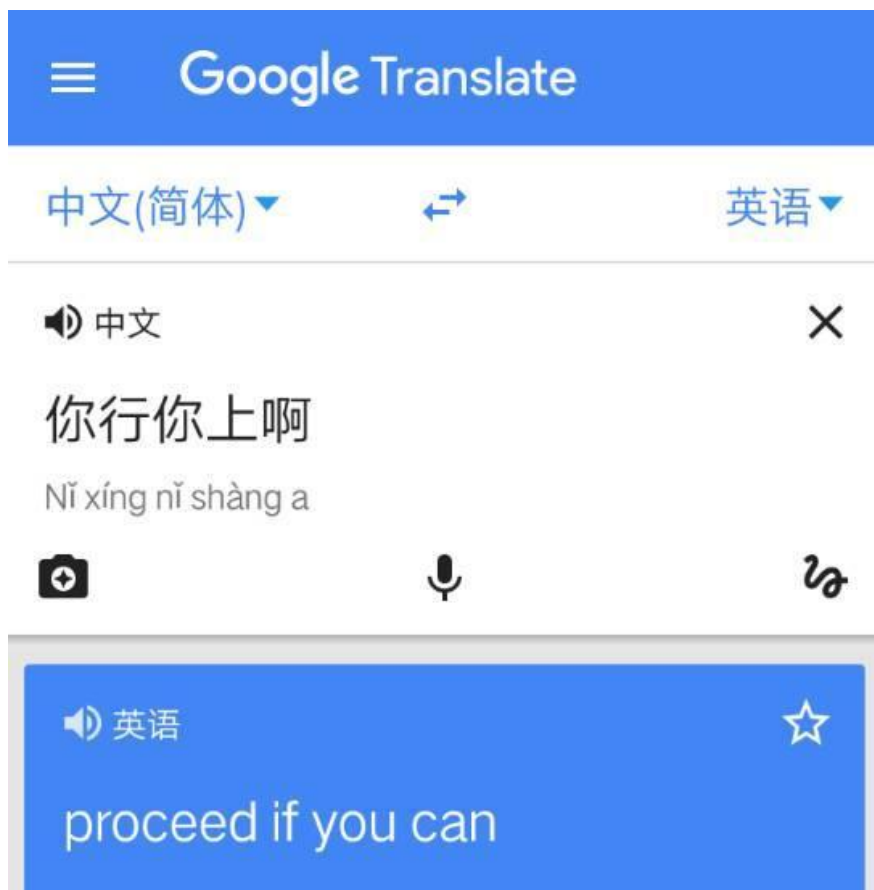 Google Translate
中文(简体) 英语
中文
你行你上啊
Nǐ xíng nǐ shàng a
英语
proceed if you can